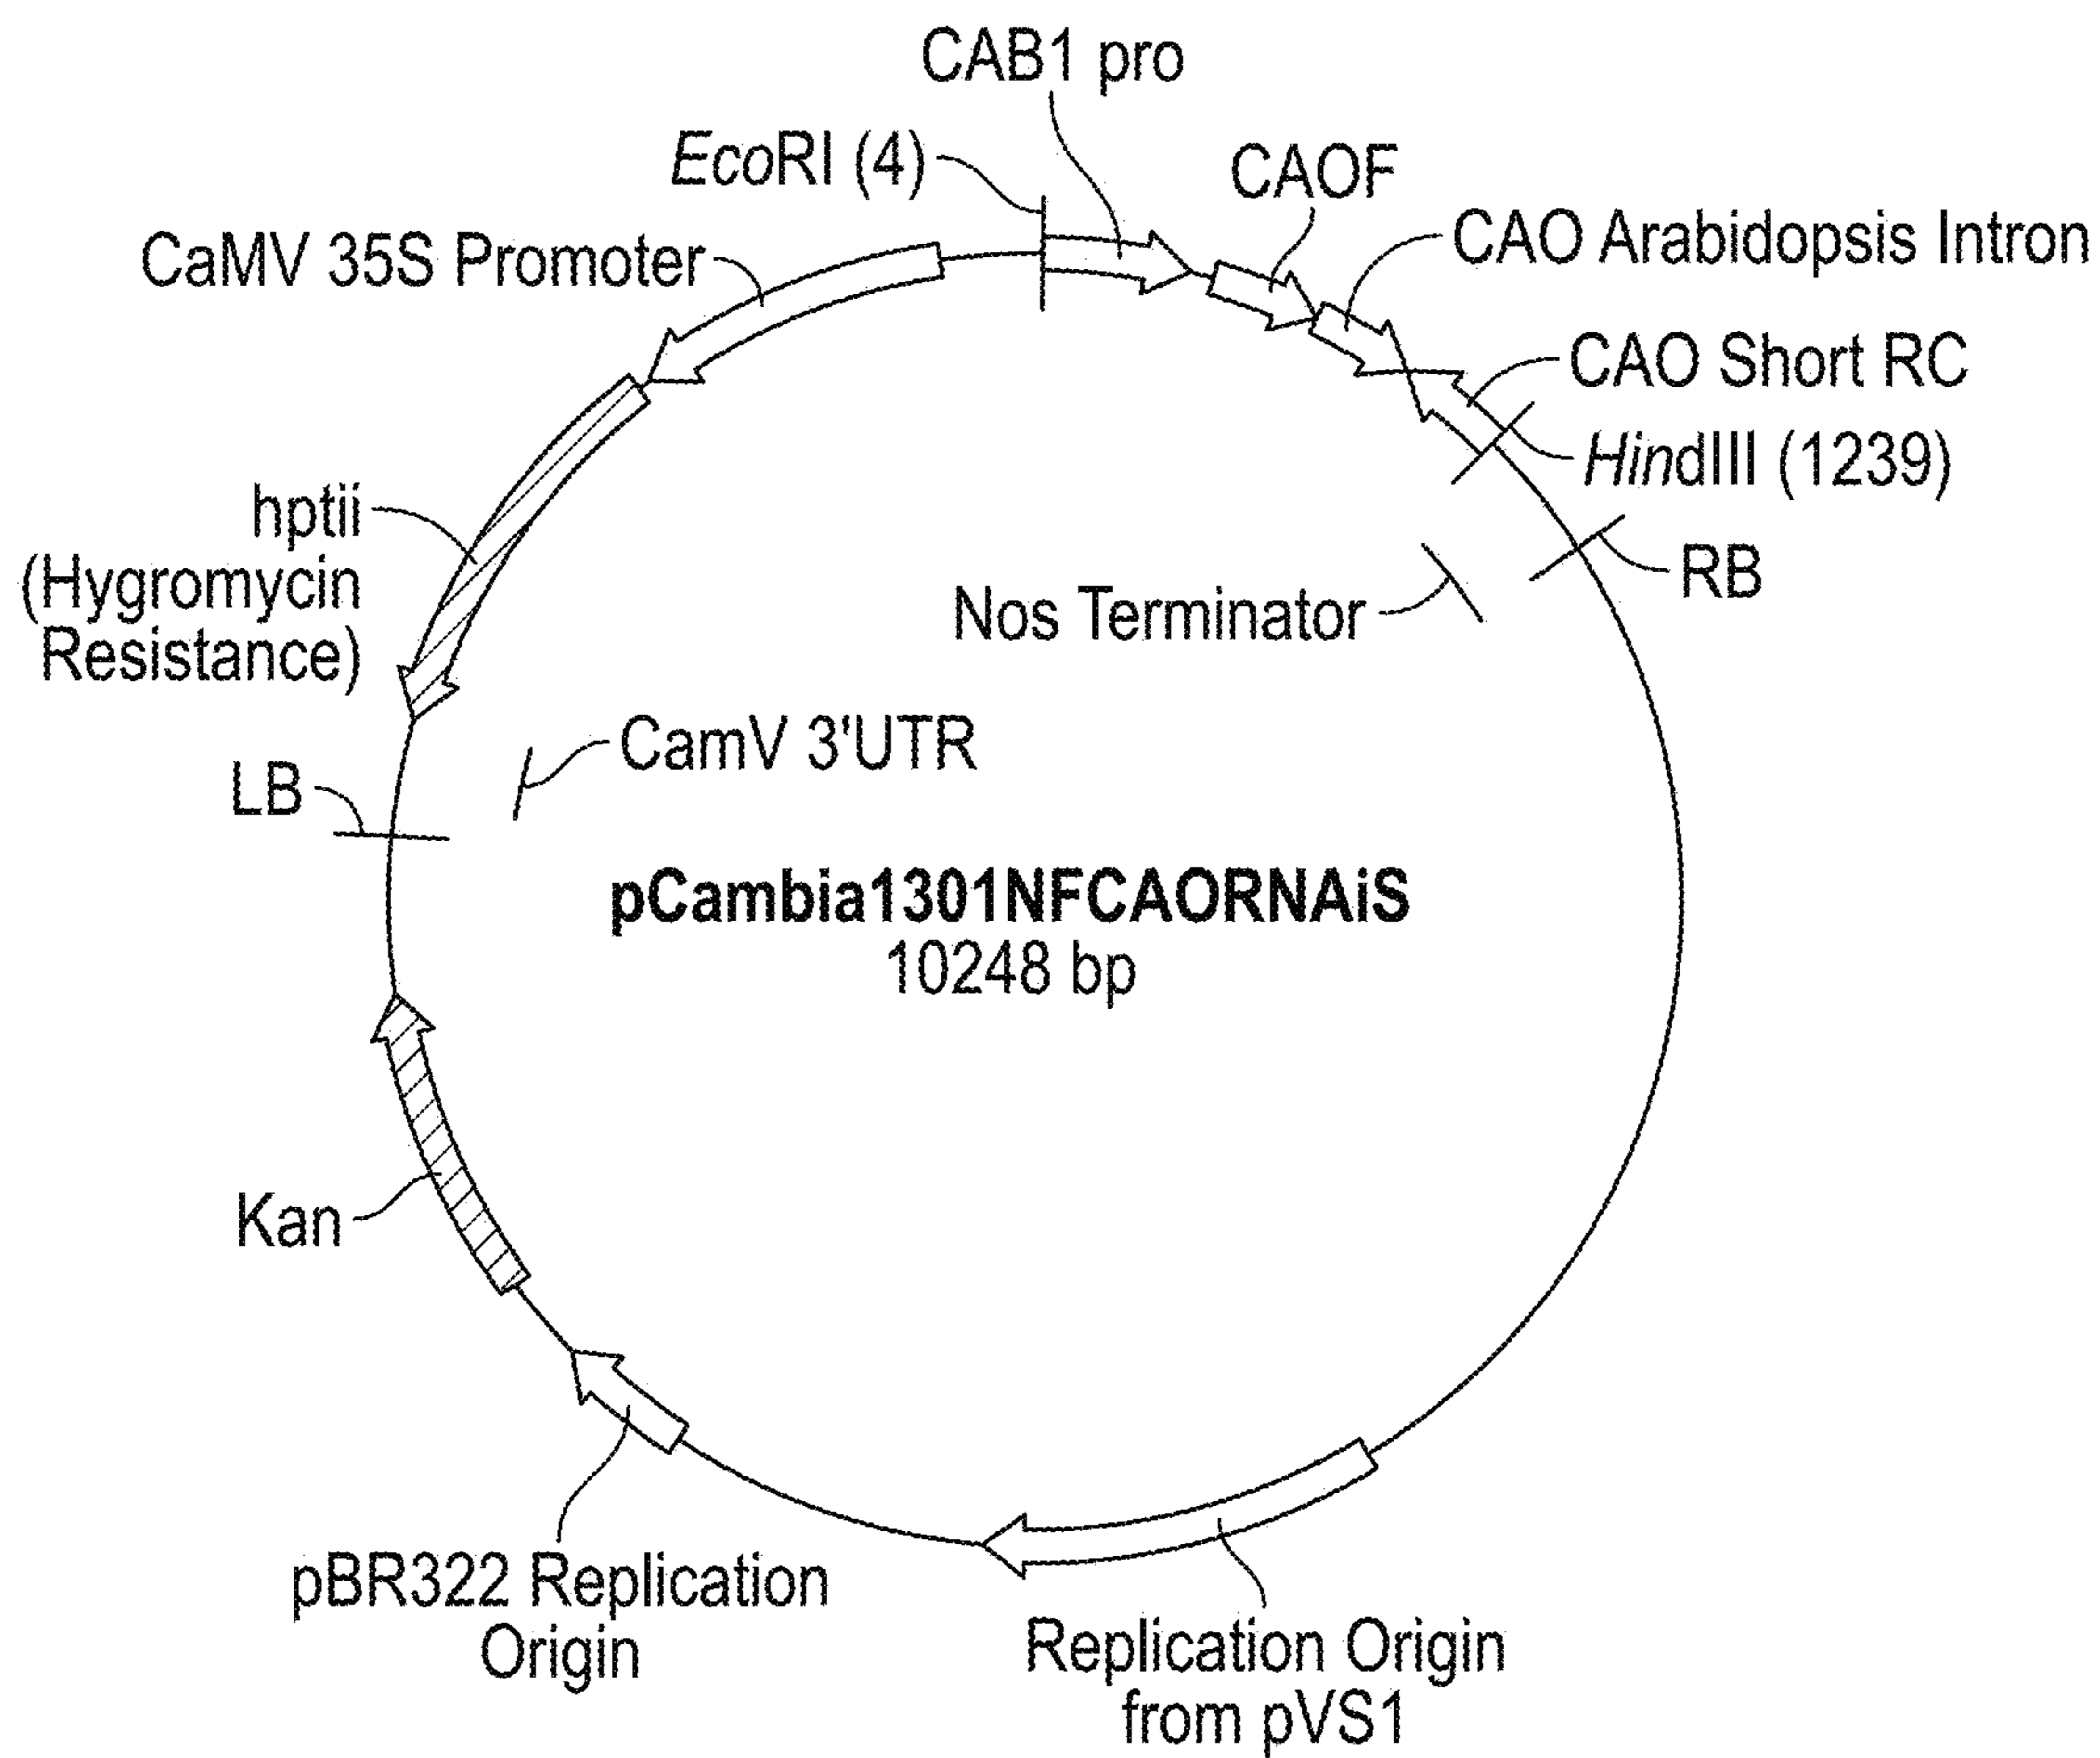 CAB1 pro
EcoRI (4)
CAOF
CaMV 35S Promoter
CAO Arabidopsis Intron
CAO Short RC
HindIII (1239)
hptii
(Hygromycin
Resistance)
RB
Nos Terminator
CamV 3'UTR
LB
pCambia1301NFCAORNAiS
10248 bp
Kan
pBR322 Replication
Origin
Replication Origin
from pVS1